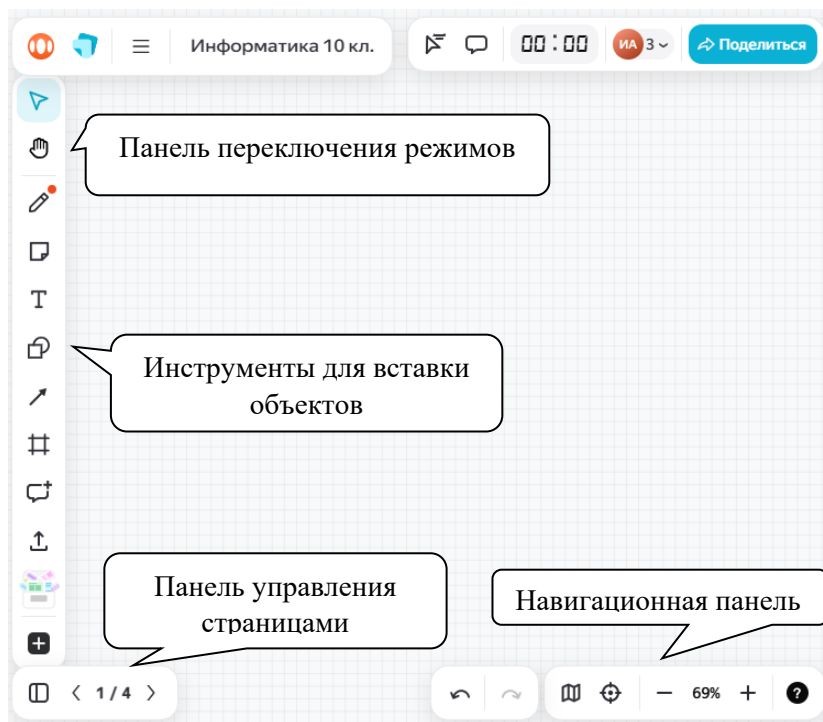 Информатика 10 кл.
00:00
ИА 3
Поделиться
Панель переключения режимов
T
Инструменты для вставки
объектов
Панель управления
страницами
Навигационная панель
1 / 4
69%
?